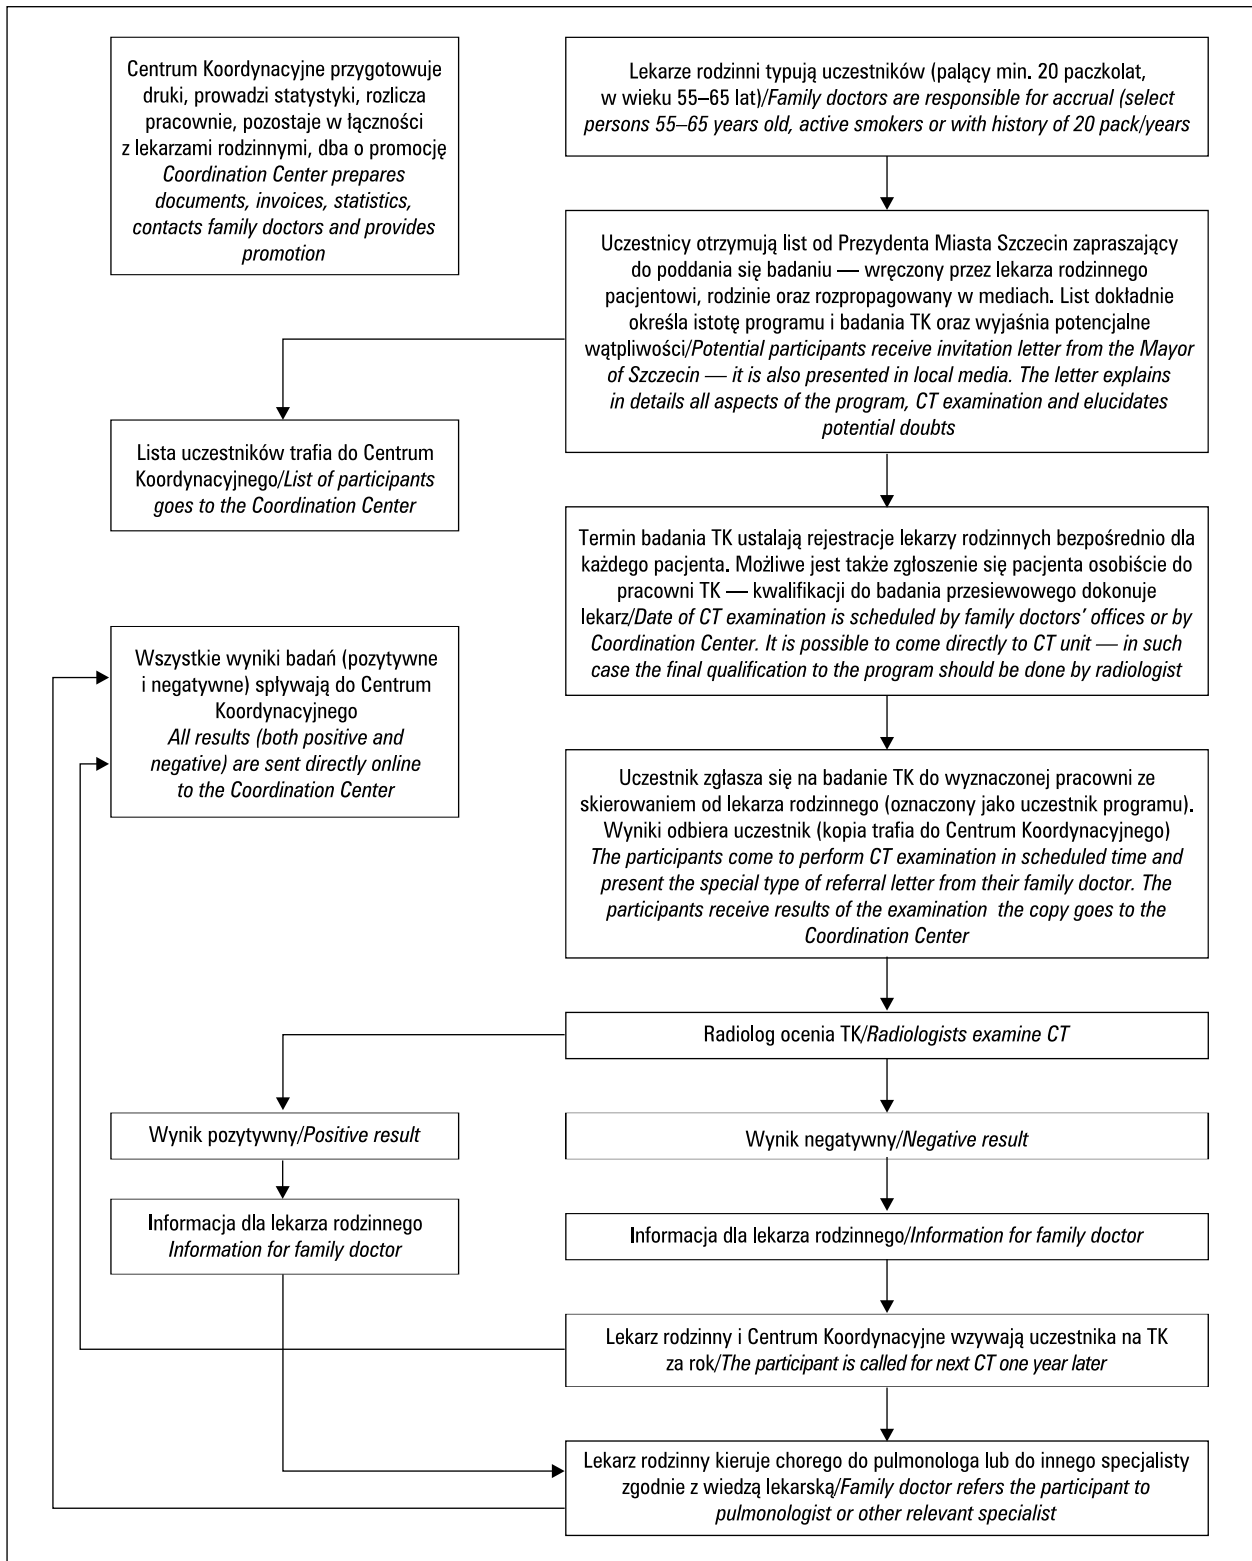 Centrum Koordynacyjne przygotowuje
druki, prowadzi statystyki, rozlicza
pracownie, pozostaje w łączności
z lekarzami rodzinnymi, dba o promocję
Coordination Center prepares
documents, invoices, statistics,
contacts family doctors and provides
promotion
Lekarze rodzinni typują uczestników (palący min. 20 paczkolat,
w wieku 55–65 lat)/Family doctors are responsible for accrual (select
persons 55–65 years old, active smokers or with history of 20 pack/years
Uczestnicy otrzymują list od Prezydenta Miasta Szczecin zapraszający
do poddania się badaniu — wręczony przez lekarza rodzinnego
pacjentowi, rodzinie oraz rozpropagowany w mediach. List dokładnie
określa istotę programu i badania TK oraz wyjaśnia potencjalne
wątpliwości/Potential participants receive invitation letter from the Mayor
of Szczecin — it is also presented in local media. The letter explains
in details all aspects of the program, CT examination and elucidates
potential doubts
Lista uczestników trafia do Centrum
Koordynacyjnego/List of participants
goes to the Coordination Center
Termin badania TK ustalają rejestracje lekarzy rodzinnych bezpośrednio dla
każdego pacjenta. Możliwe jest także zgłoszenie się pacjenta osobiście do
pracowni TK — kwalifikacji do badania przesiewowego dokonuje
lekarz/Date of CT examination is scheduled by family doctors’ offices or by
Coordination Center. It is possible to come directly to CT unit — in such
case the final qualification to the program should be done by radiologist
Wszystkie wyniki badań (pozytywne
i negatywne) spływają do Centrum
Koordynacyjnego
All results (both positive and
negative) are sent directly online
to the Coordination Center
Uczestnik zgłasza się na badanie TK do wyznaczonej pracowni ze
skierowaniem od lekarza rodzinnego (oznaczony jako uczestnik programu).
Wyniki odbiera uczestnik (kopia trafia do Centrum Koordynacyjnego)
The participants come to perform CT examination in scheduled time and
present the special type of referral letter from their family doctor. The
participants receive results of the examination the copy goes to the
Coordination Center
Radiolog ocenia TK/Radiologists examine CT
Wynik pozytywny/Positive result
Wynik negatywny/Negative result
Informacja dla lekarza rodzinnego
Information for family doctor
Informacja dla lekarza rodzinnego/Information for family doctor
Lekarz rodzinny i Centrum Koordynacyjne wzywają uczestnika na TK
za rok/The participant is called for next CT one year later
Lekarz rodzinny kieruje chorego do pulmonologa lub do innego specjalisty
zgodnie z wiedzą lekarską/Family doctor refers the participant to
pulmonologist or other relevant specialist